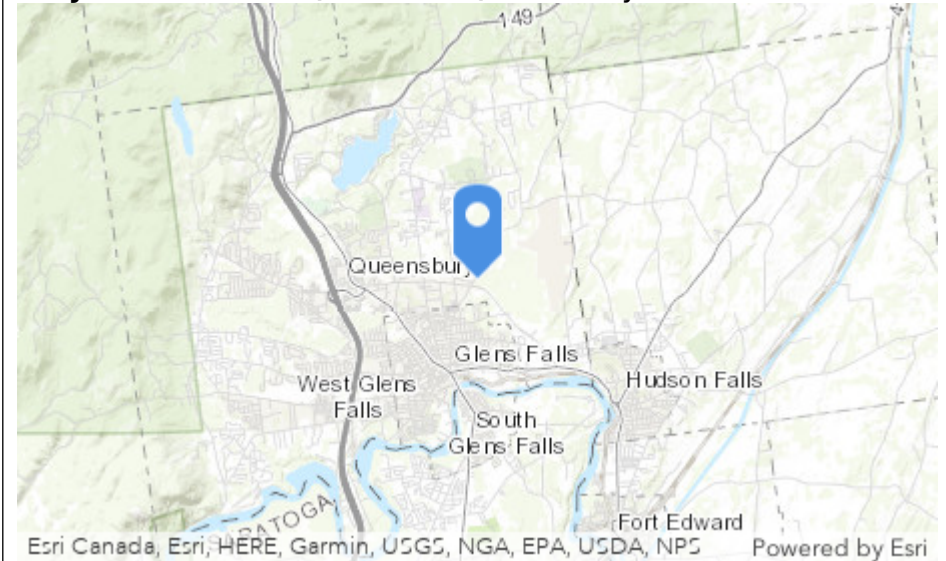 149
Queensbury
Glens Falls
West Glens
Falls
Hudson Falls
South
Glens Falls
SARATOGA
Fort Edward
Esri Canada, Esri, HERE, Garmin, USGS, NGA, EPA, USDA, NPS
Powered by Esri